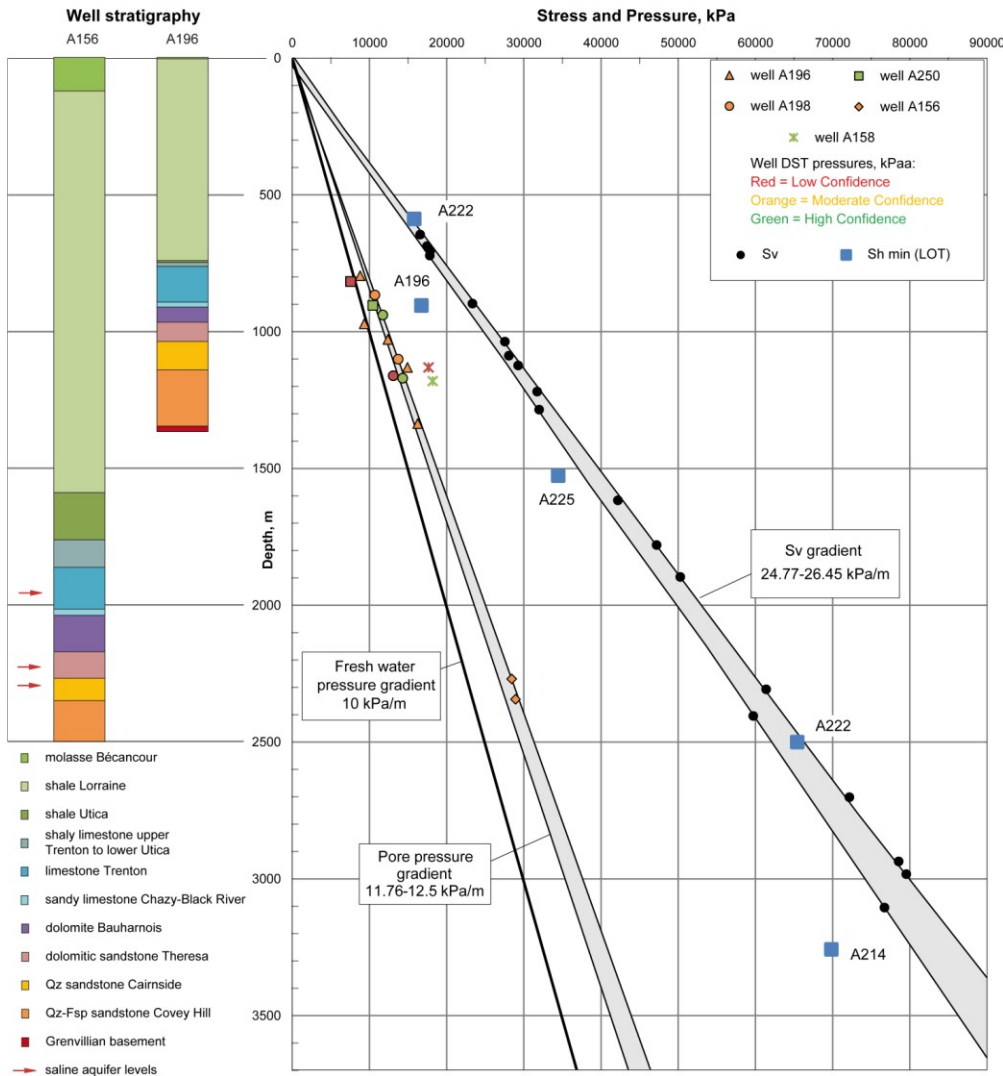 Well stratigraphy
A156
A196
Stress and Pressure, kPa
0
10000
20000
30000
40000
50000
60000
70000
80000
90000
0
500
1000
1500
2000
2500
3000
3500
Depth, m
well A196
well A250
well A198
well A156
well A158
Well DST pressures, kPaa:
Red = Low Confidence
Orange = Moderate Confidence
Green = High Confidence
Sv
Sh min (LOT)
A222
A196
A225
Sv gradient
24.77-26.45 kPa/m
Fresh water
pressure gradient
10 kPa/m
A222
Pore pressure
gradient
11.76-12.5 kPa/m
A214
molasse Bécancour
shale Lorraine
shale Utica
shaly limestone upper
Trenton to lower Utica
limestone Trenton
sandy limestone Chazy-Black River
dolomite Bauharnois
dolomitic sandstone Theresa
Qz sandstone Cairnside
Qz-Fsp sandstone Covey Hill
Grenvillian basement
saline aquifer levels